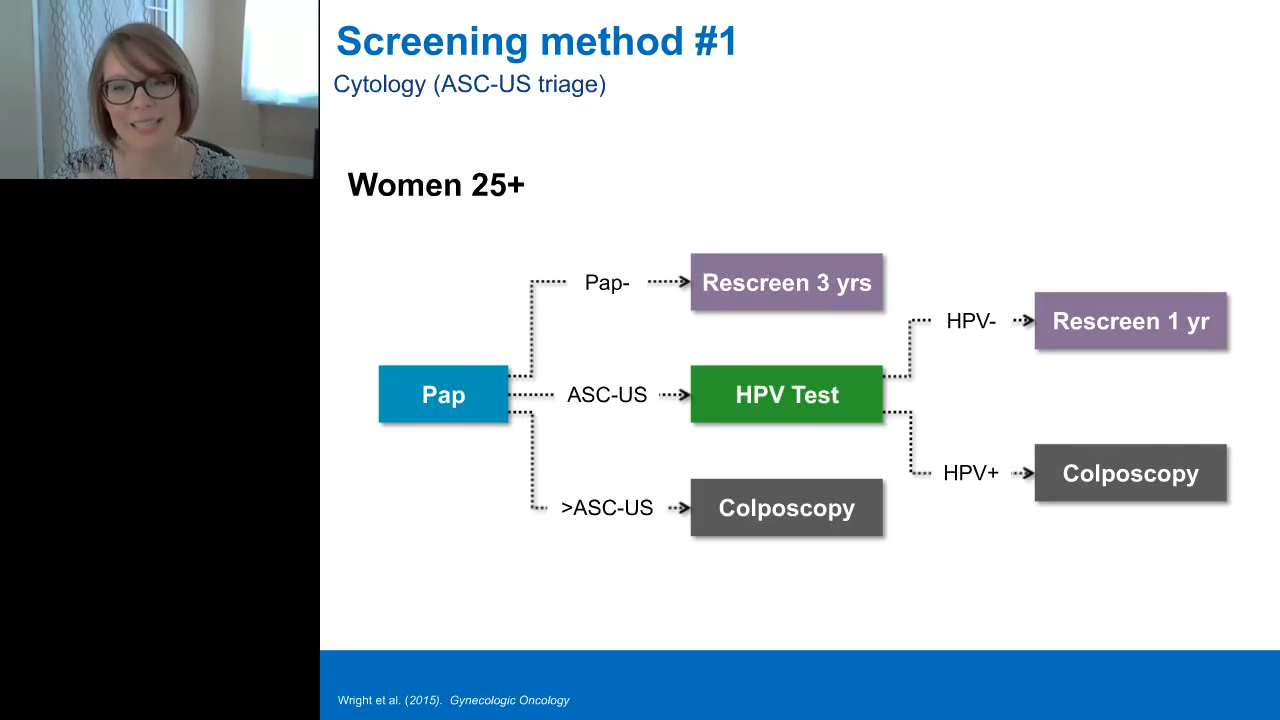 Screening method #1
Cytology (ASC-US triage)
Women 25+
Pap
Pap-
Rescreen 3 yrs
ASC-US
HPV Test
>ASC-US
Colposcopy
HPV-
Rescreen 1 yr
HPV+
Colposcopy
Wright et al. (2015). Gynecologic Oncology